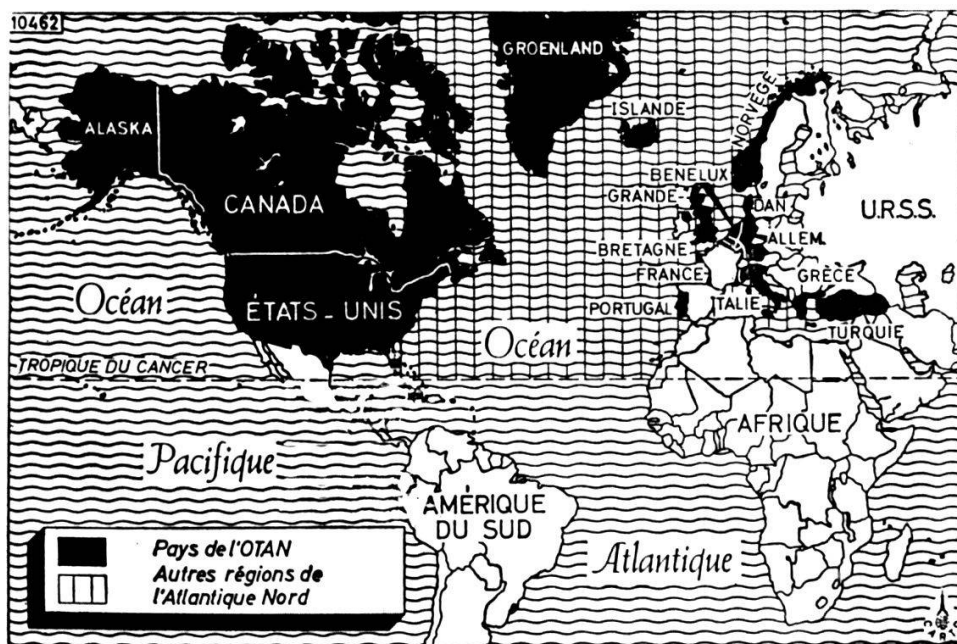 10462
GROENLAND
ISLANDE
NORVÈGE
ALASKA
CANADA
BENELUX
GRANDE-
BRETAGNE
DAN.
ALLEM.
U.R.S.S.
FRANCE
GRÈCE
Océan
ÉTATS-UNIS
Océan
PORTUGAL
ITALIE
TURQUIE
TROPIQUE DU CANCER
AFRIQUE
Pacifique
AMÉRIQUE
DU SUD
Atlantique
Pays de l'OTAN
Autres régions de
l'Atlantique Nord